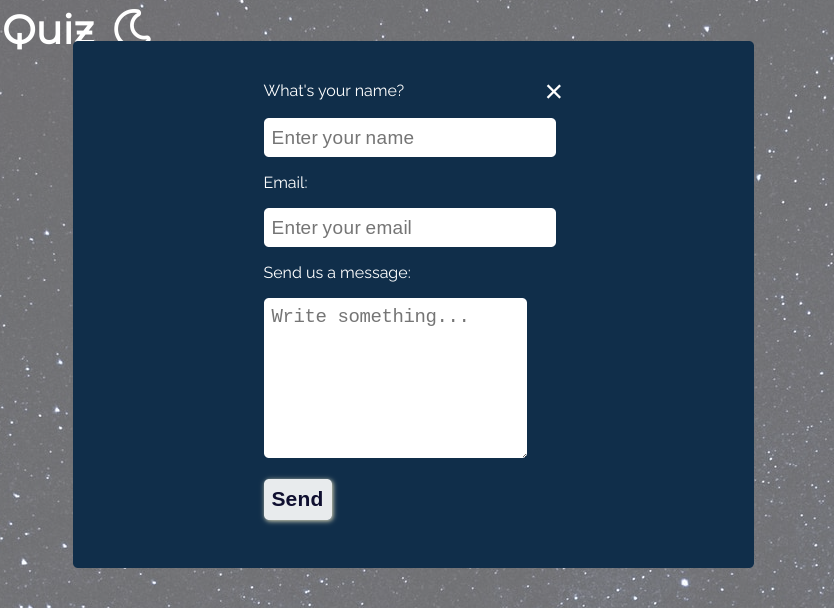 Quiz
What's your name?
Enter your name
Email:
Enter your email
Send us a message:
Write something...
Send